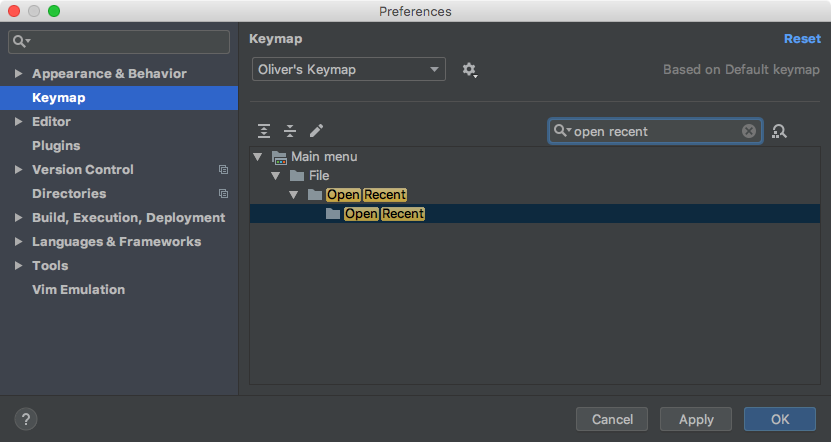 Preferences
Appearance & Behavior
Keymap
Editor
Plugins
Version Control
Directories
Build, Execution, Deployment
Languages & Frameworks
Tools
Vim Emulation
Keymap
Reset
Oliver's Keymap
Based on Default keymap
open recent
Main menu
File
Open Recent
Open Recent
?
Cancel
Apply
OK